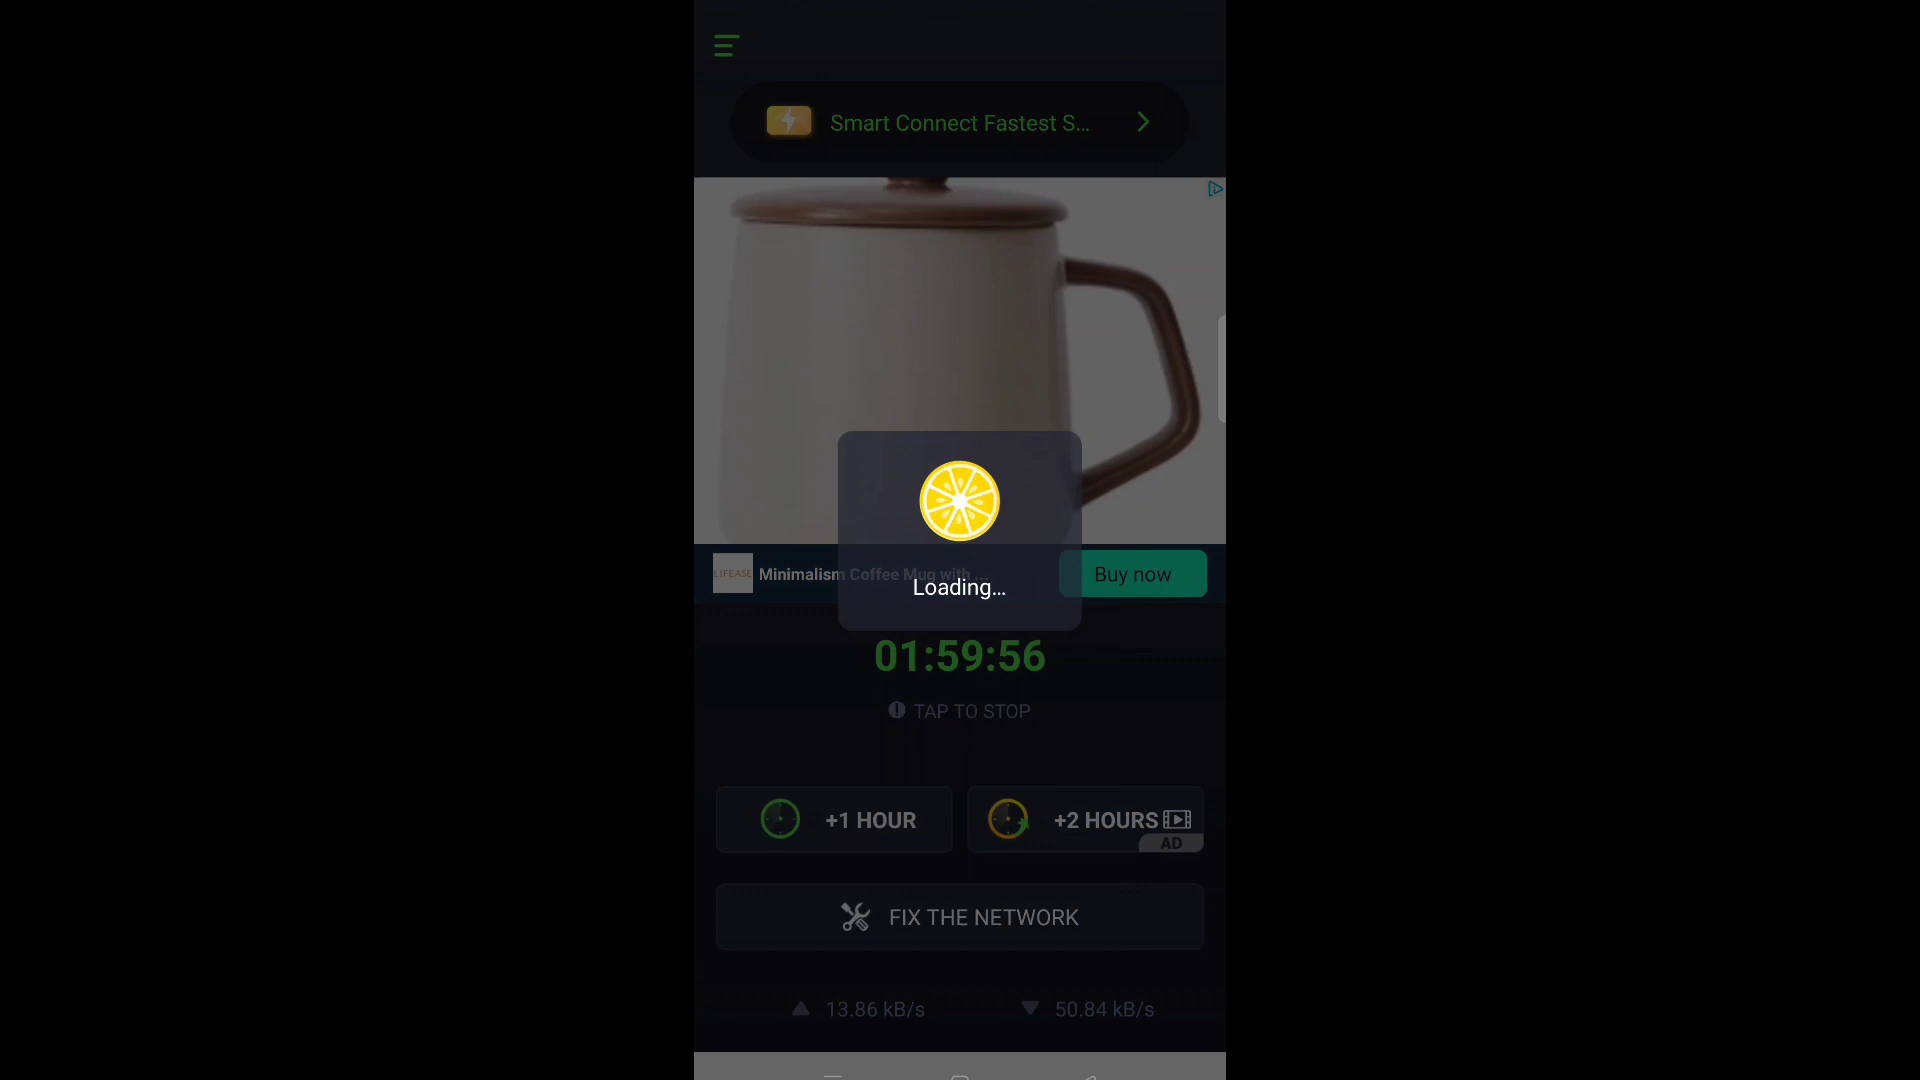 Smart Connect Fastest S...
LIFEASE
Minimalism Coffee Mug with ...
Buy now
Loading...
01:59:56
TAP TO STOP
+1 HOUR
+2 HOURS
AD
FIX THE NETWORK
13.86 kB/s
50.84 kB/s